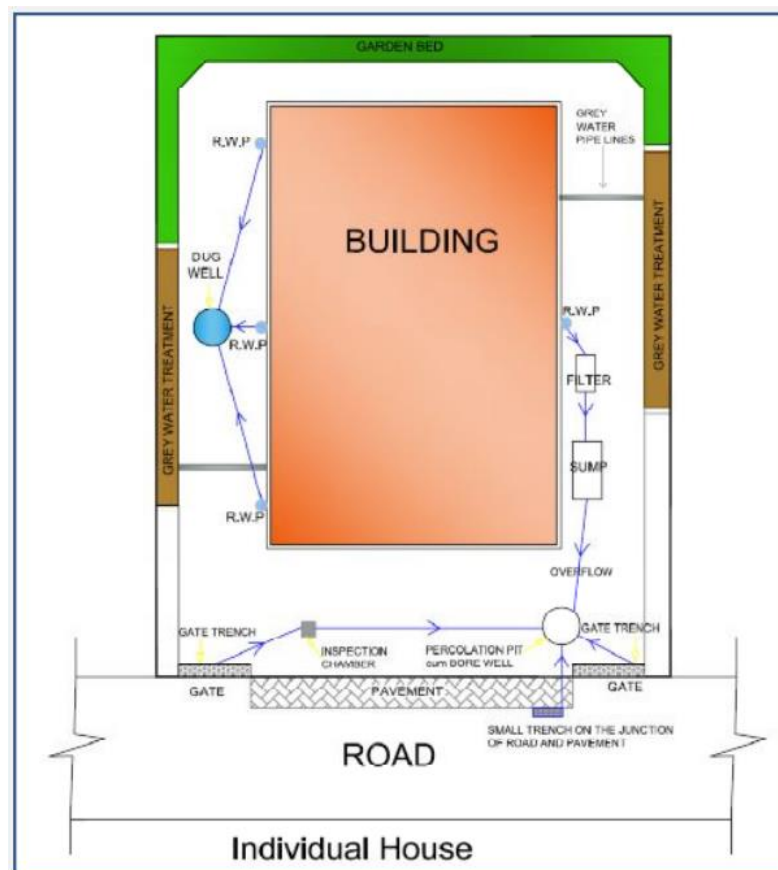 GARDEN BED
GREY
WATER
PIPE LINES
R.W.P
BUILDING
GREY WATER TREATMENT
DUG
WELL
R.W.P
R.W.P
FILTER
GREY WATER TREATMENT
SUMP
R.W.P
OVERFLOW
GATE TRENCH
INSPECTION
CHAMBER
PERCOLATION PIT
cum BORE WELL
GATE TRENCH
GATE
PAVEMENT
GATE
SMALL TRENCH ON THE JUNCTION
OF ROAD AND PAVEMENT
ROAD
Individual House